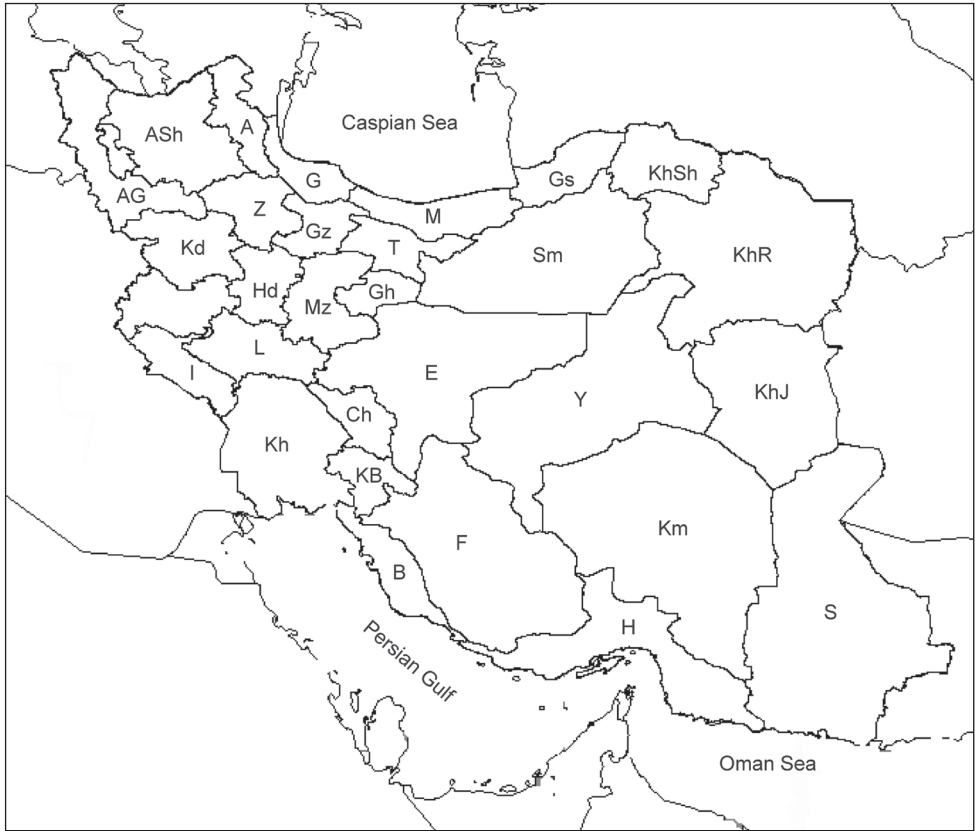 Caspian Sea
A
ASh
KhSh
G
Gs
AG
Z
M
Gz
Kd
T
Sm
KhR
Hd
Gh
Mz
L
I
E
Y
KhJ
Ch
Kh
KB
Km
F
B
S
H
Persian Gulf
Oman Sea